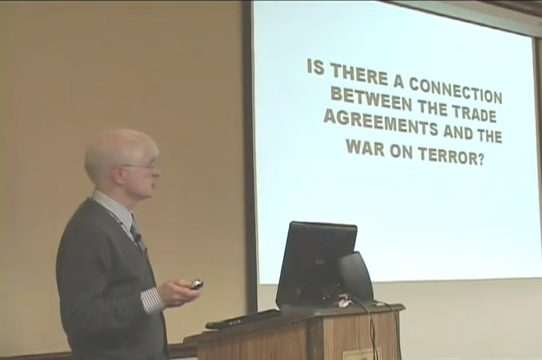 IS THERE A CONNECTION
BETWEEN THE TRADE
AGREEMENTS AND THE
WAR ON TERROR?